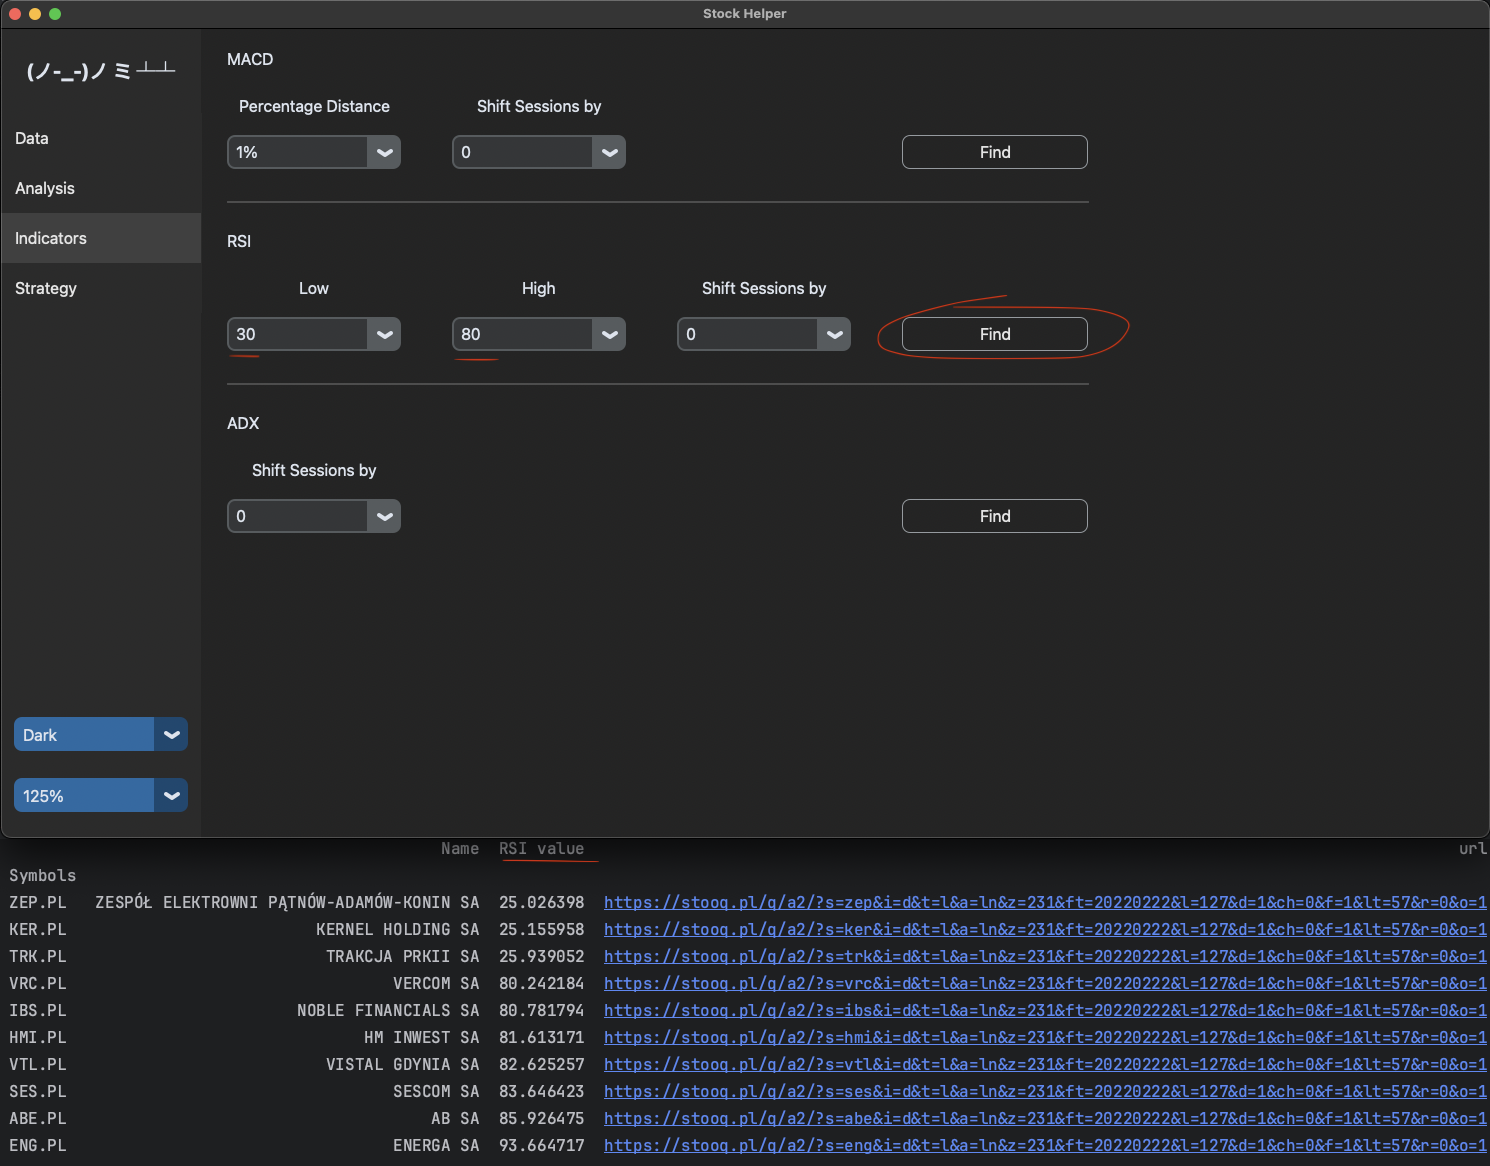 Stock Helper
(ノ-_-)ノ ミ ┴┴
Data
Analysis
Indicators
Strategy
Dark
125%
MACD
Percentage Distance Shift Sessions by
1% 0 Find
RSI
Low High Shift Sessions by
30 80 0 Find
ADX
Shift Sessions by
0 Find
Name RSI value url
Symbols
ZEP.PL ZESPÓŁ ELEKTROWNI PĄTNÓW-ADAMÓW-KONIN SA 25.026398 https://stooq.pl/q/a2/?s=zep&i=d&t=l&a=ln&z=231&ft=20220222&l=127&d=1&ch=0&f=1&lt=57&r=0&o=1
KER.PL KERNEL HOLDING SA 25.155958 https://stooq.pl/q/a2/?s=ker&i=d&t=l&a=ln&z=231&ft=20220222&l=127&d=1&ch=0&f=1&lt=57&r=0&o=1
TRK.PL TRAKCJA PRKII SA 25.939052 https://stooq.pl/q/a2/?s=trk&i=d&t=l&a=ln&z=231&ft=20220222&l=127&d=1&ch=0&f=1&lt=57&r=0&o=1
VRC.PL VERCOM SA 80.242184 https://stooq.pl/q/a2/?s=vrc&i=d&t=l&a=ln&z=231&ft=20220222&l=127&d=1&ch=0&f=1&lt=57&r=0&o=1
IBS.PL NOBLE FINANCIALS SA 80.781794 https://stooq.pl/q/a2/?s=ibs&i=d&t=l&a=ln&z=231&ft=20220222&l=127&d=1&ch=0&f=1&lt=57&r=0&o=1
HMI.PL HM INWEST SA 81.613171 https://stooq.pl/q/a2/?s=hmi&i=d&t=l&a=ln&z=231&ft=20220222&l=127&d=1&ch=0&f=1&lt=57&r=0&o=1
VTL.PL VISTAL GDYNIA SA 82.625257 https://stooq.pl/q/a2/?s=vtl&i=d&t=l&a=ln&z=231&ft=20220222&l=127&d=1&ch=0&f=1&lt=57&r=0&o=1
SES.PL SESCOM SA 83.646423 https://stooq.pl/q/a2/?s=ses&i=d&t=l&a=ln&z=231&ft=20220222&l=127&d=1&ch=0&f=1&lt=57&r=0&o=1
ABE.PL AB SA 85.926475 https://stooq.pl/q/a2/?s=abe&i=d&t=l&a=ln&z=231&ft=20220222&l=127&d=1&ch=0&f=1&lt=57&r=0&o=1
ENG.PL ENERGA SA 93.664717 https://stooq.pl/q/a2/?s=eng&i=d&t=l&a=ln&z=231&ft=20220222&l=127&d=1&ch=0&f=1&lt=57&r=0&o=1